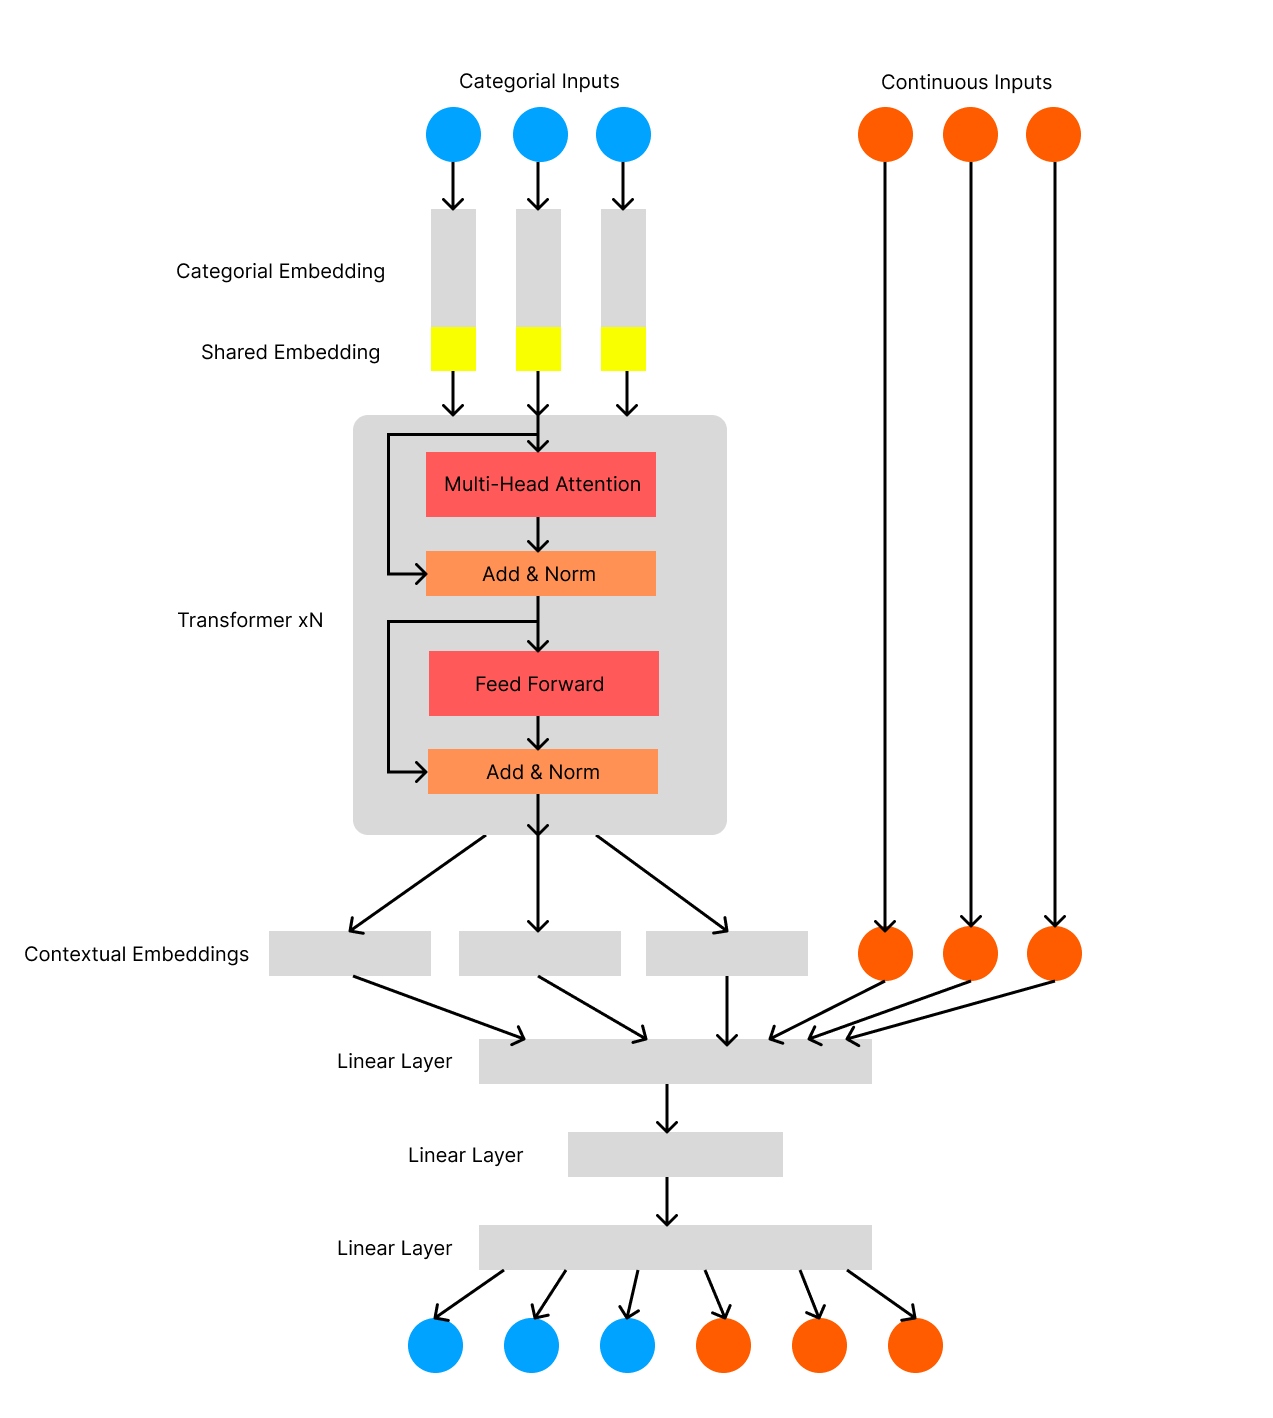 Categorial Inputs
Continuous Inputs
Categorial Embedding
Shared Embedding
Multi-Head Attention
Add & Norm
Transformer xN
Feed Forward
Add & Norm
Contextual Embeddings
Linear Layer
Linear Layer
Linear Layer